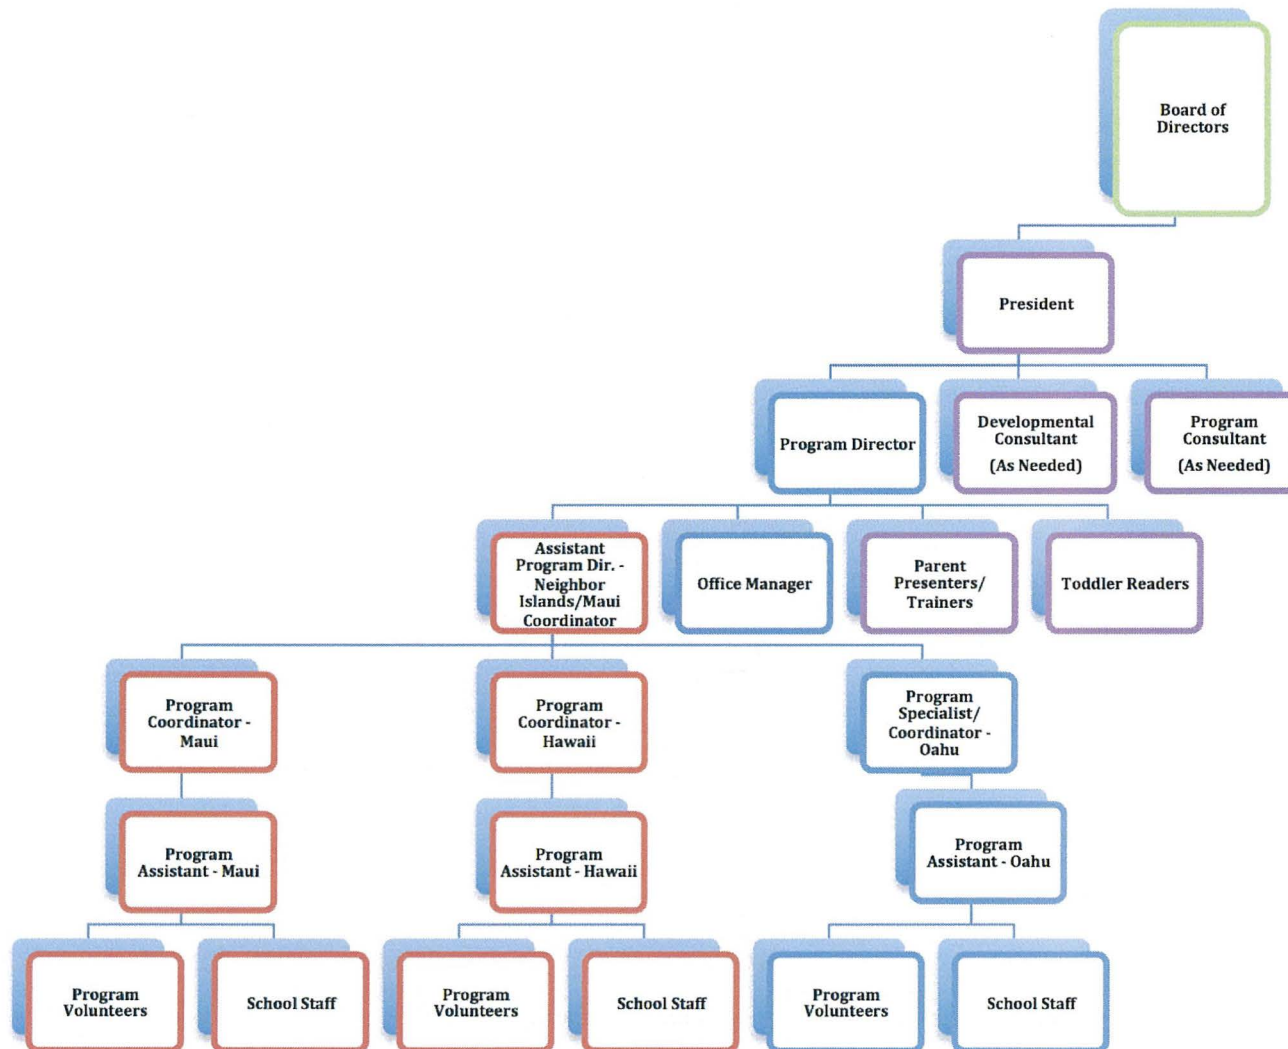 Board of
Directors
President
Program Director
Developmental
Consultant
(As Needed)
Program
Consultant
(As Needed)
Assistant
Program Dir. -
Neighbor
Islands/Maui
Coordinator
Office Manager
Parent
Presenters/
Trainers
Toddler Readers
Program
Coordinator -
Maui
Program
Coordinator -
Hawaii
Program
Specialist/
Coordinator -
Oahu
Program
Assistant - Maui
Program
Assistant - Hawaii
Program
Assistant - Oahu
Program
Volunteers
School Staff
Program
Volunteers
School Staff
Program
Volunteers
School Staff